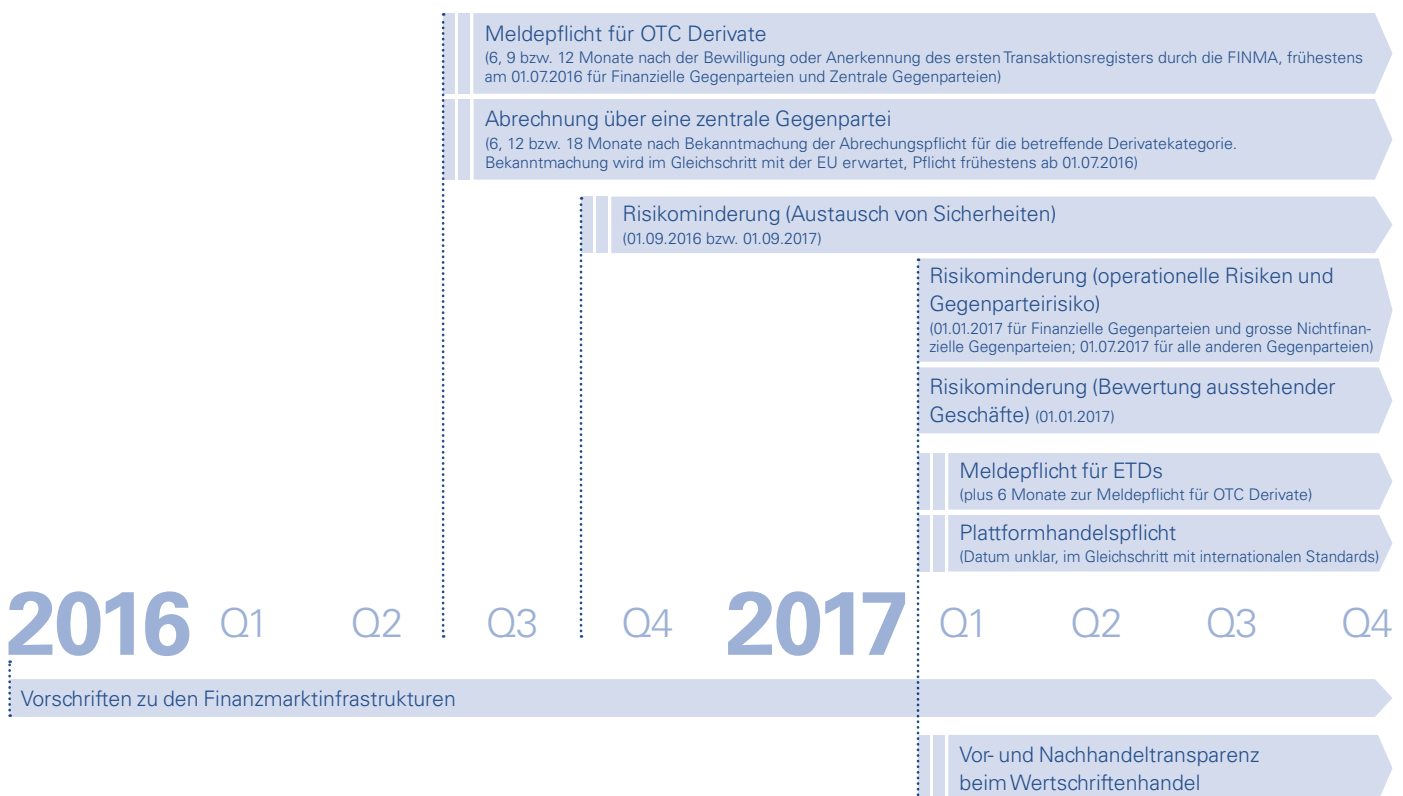 Meldepflicht für OTC Derivate
(6, 9 bzw. 12 Monate nach der Bewilligung oder Anerkennung des ersten Transaktionsregisters durch die FINMA, frühestens
am 01.07.2016 für Finanzielle Gegenparteien und Zentrale Gegenparteien)
Abrechnung über eine zentrale Gegenpartei
(6, 12 bzw. 18 Monate nach Bekanntmachung der Abrechungspflicht für die betreffende Derivatekategorie.
Bekanntmachung wird im Gleichschritt mit der EU erwartet, Pflicht frühestens ab 01.07.2016)
Risikominderung (Austausch von Sicherheiten)
(01.09.2016 bzw. 01.09.2017)
Risikominderung (operationelle Risiken und
Gegenparteirisiko)
(01.01.2017 für Finanzielle Gegenparteien und grosse Nichtfinan-
zielle Gegenparteien; 01.07.2017 für alle anderen Gegenparteien)
Risikominderung (Bewertung ausstehender
Geschäfte) (01.01.2017)
Meldepflicht für ETDs
(plus 6 Monate zur Meldepflicht für OTC Derivate)
Plattformhandelspflicht
(Datum unklar, im Gleichschritt mit internationalen Standards)
2016 Q1 Q2 Q3 Q4 2017 Q1 Q2 Q3 Q4
Vorschriften zu den Finanzmarktinfrastrukturen
Vor- und Nachhandeltransparenz
beim Wertschriftenhandel